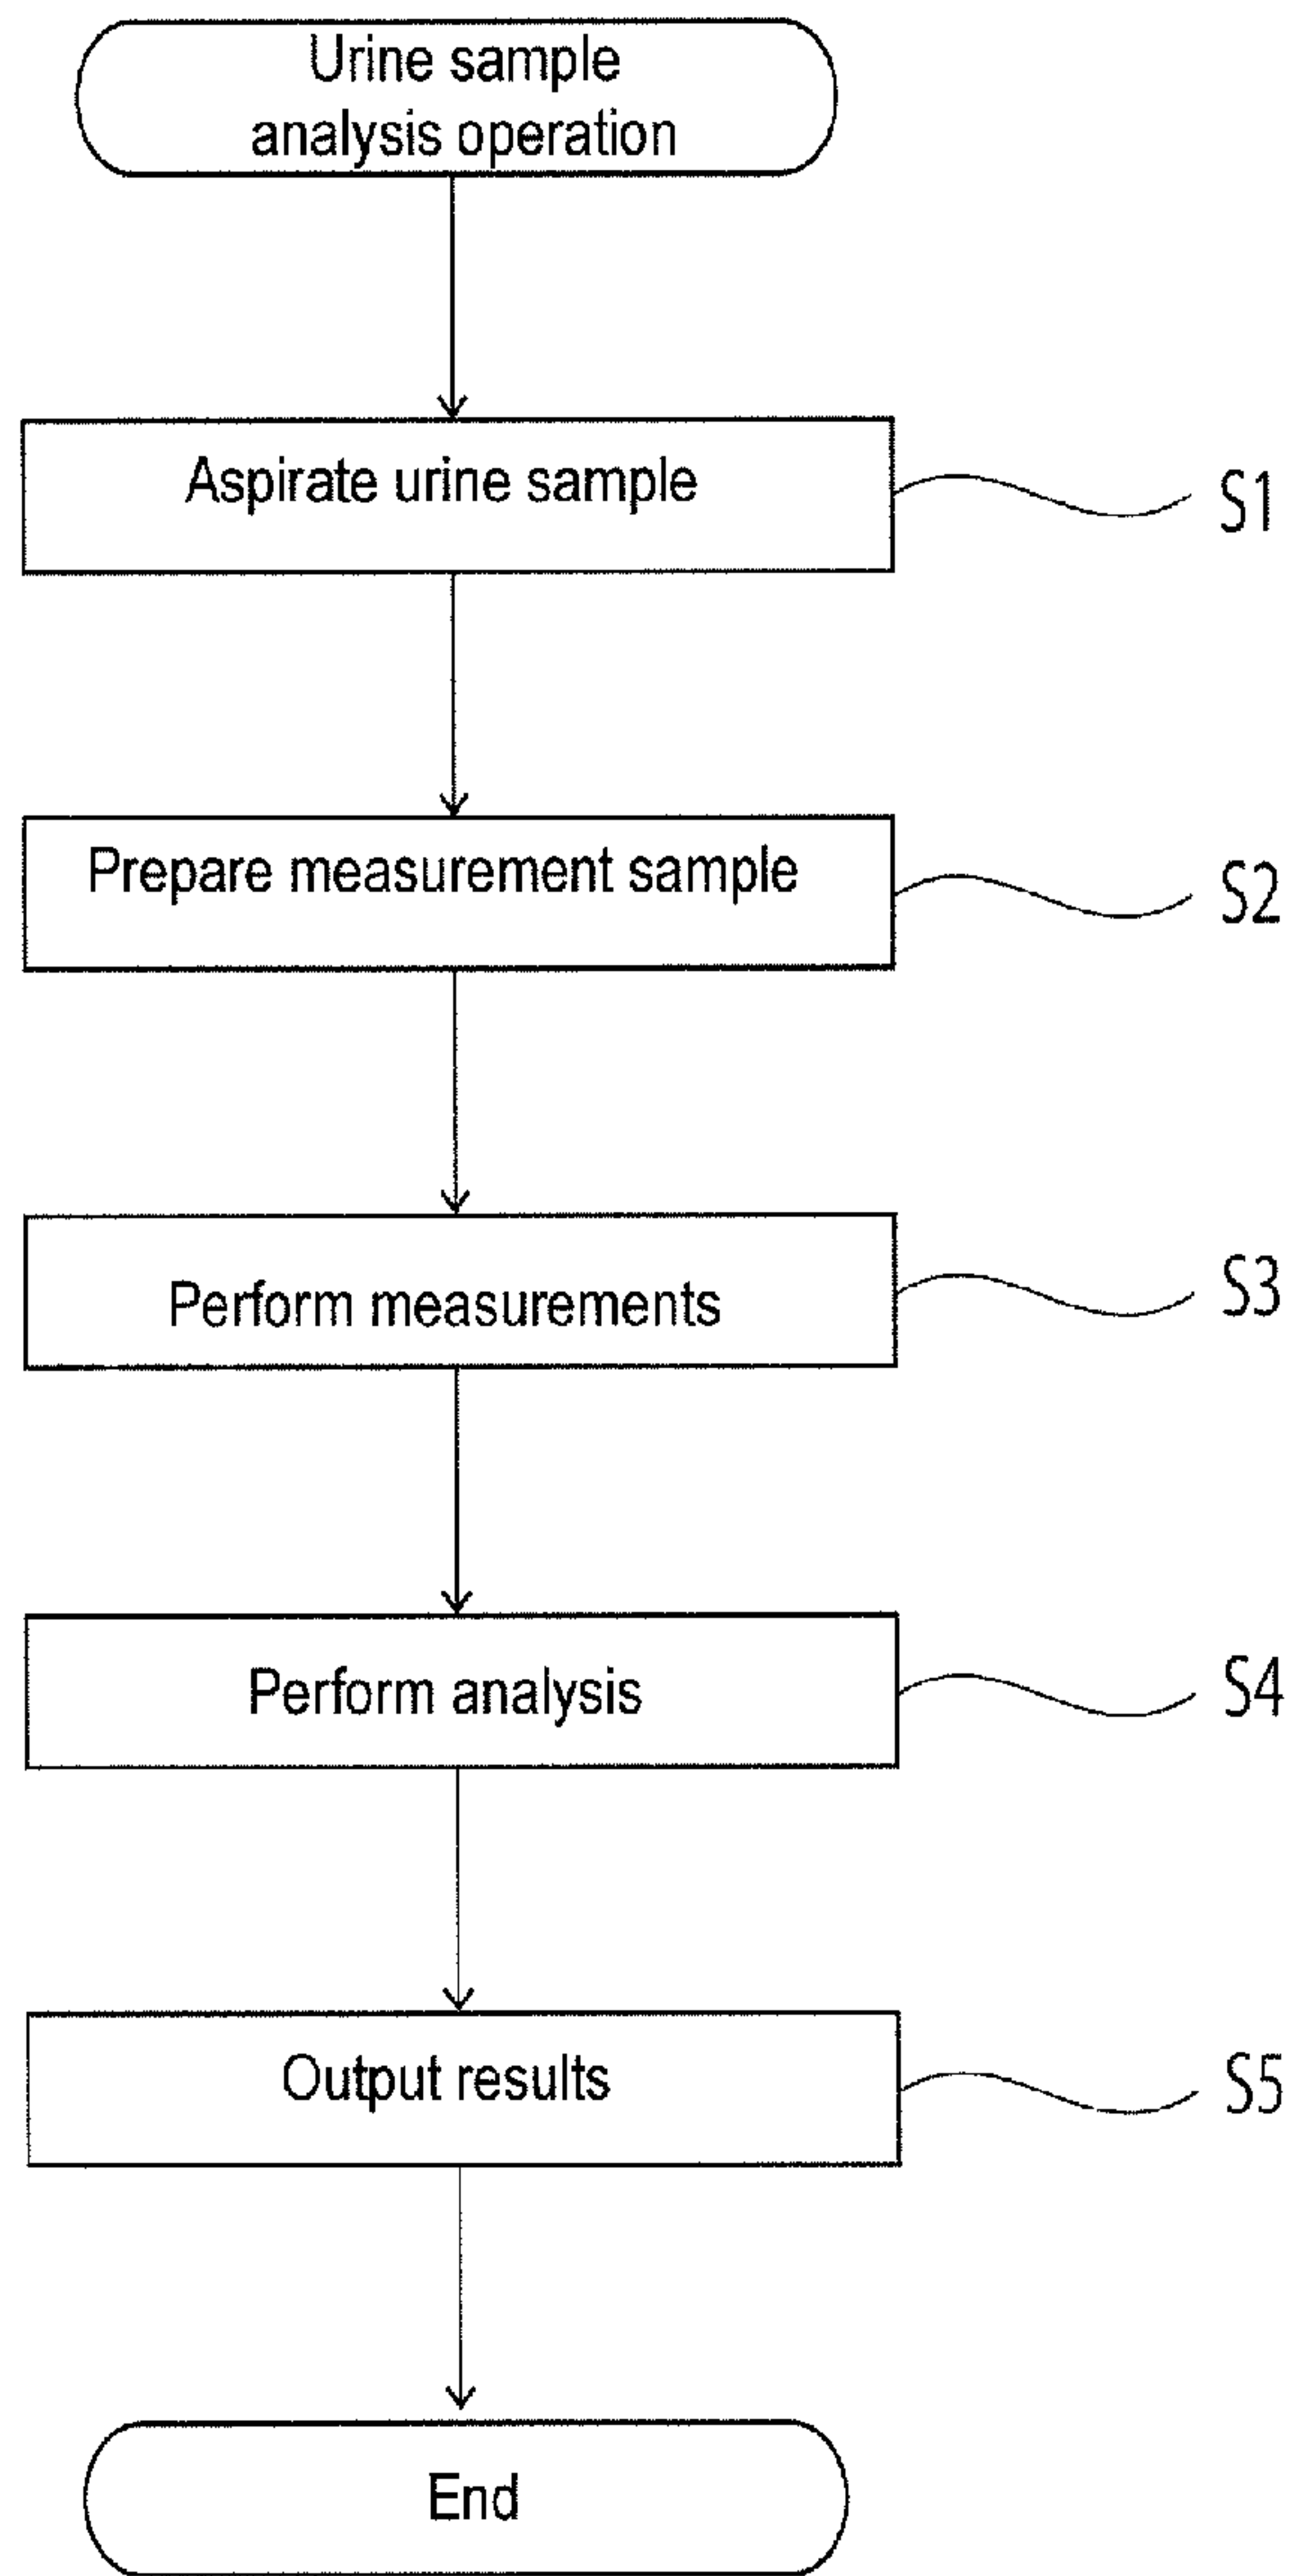 Urine sample
analysis operation
Aspirate urine sample
S1
Prepare measurement sample
S2
Perform measurements
S3
Perform analysis
S4
Output results
S5
End